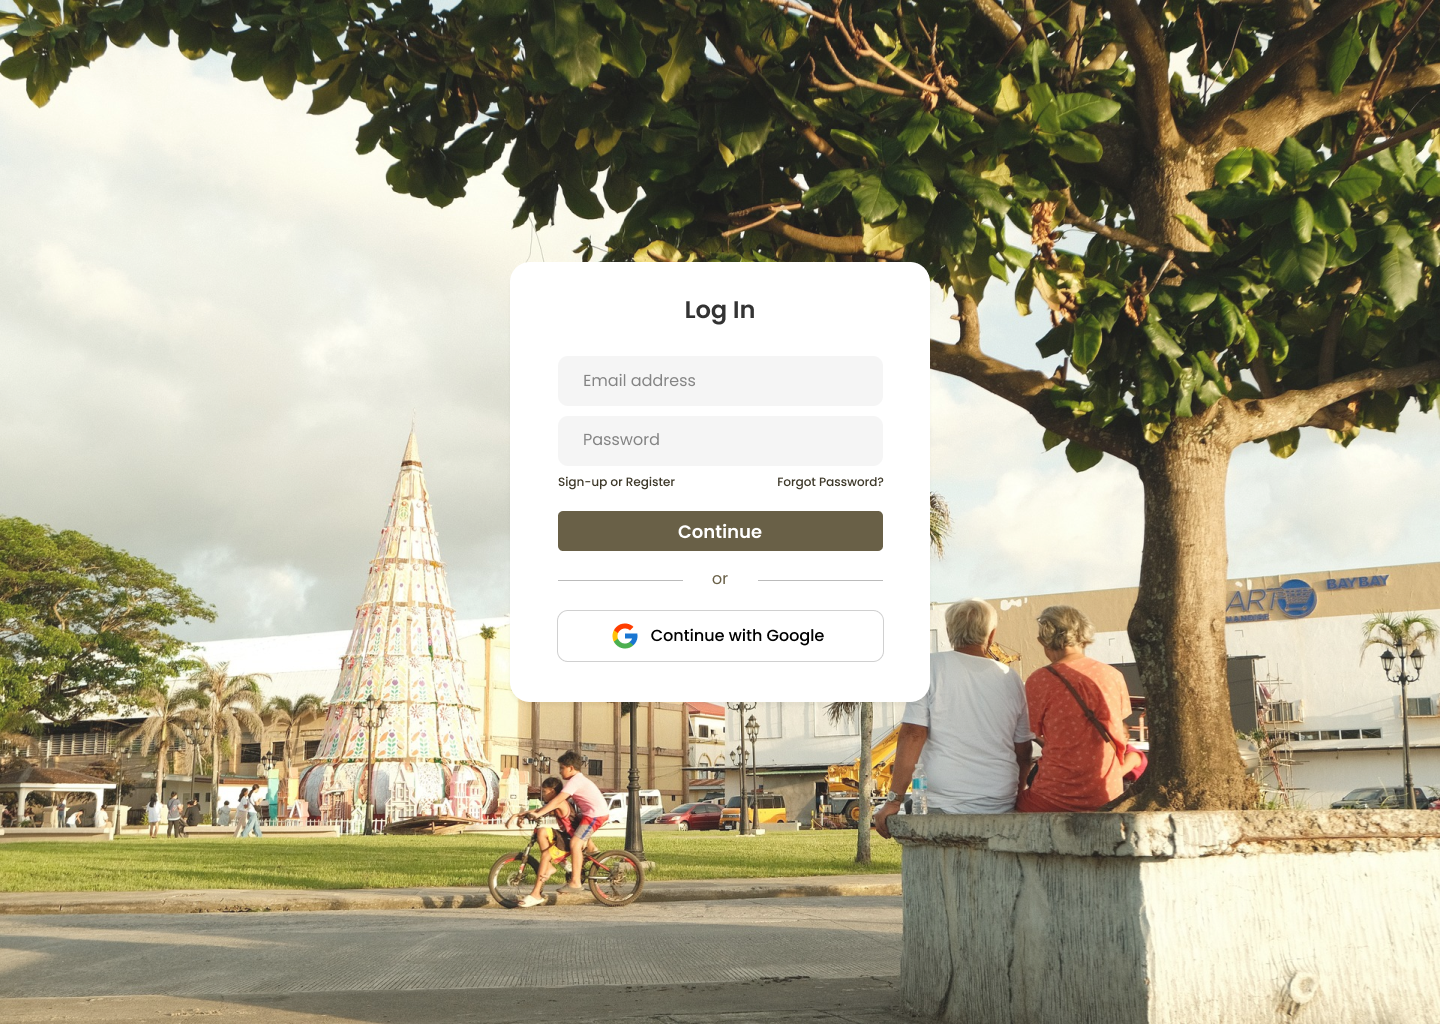 Log In
Email address
Password
Sign-up or Register
Forgot Password?
Continue
or
Continue with Google
ART
BAYBAY